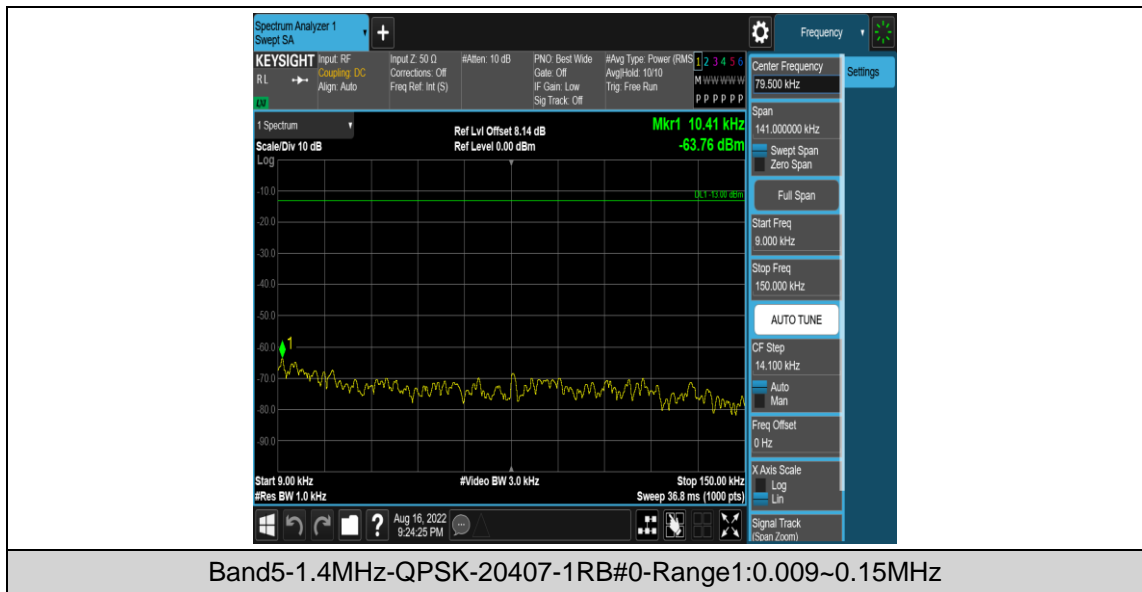 Spectrum Analyzer 1
Swept SA
Frequency
KEYSIGHT
RL
Input: RF
Coupling: DC
Align: Auto
Input Z: 50 Ω
Corrections: Off
Freq Ref: Int (S)
#Atten: 10 dB
PNO: Best Wide
Gate: Off
IF Gain: Low
Sig Track: Off
#Avg Type: Power (RMS
Avg|Hold: 10/10
Trig: Free Run
1 2 3 4 5 6
M W W W W W
P P P P P P
1 Spectrum
Scale/Div 10 dB
Ref Lvl Offset 8.14 dB
Ref Level 0.00 dBm
Mkr1 10.41 kHz
-63.76 dBm
Log
DL1 -13.00 dBm
-10.0
-20.0
-30.0
-40.0
-50.0
-60.0
-70.0
-80.0
-90.0
1
Start 9.00 kHz
#Res BW 1.0 kHz
#Video BW 3.0 kHz
Stop 150.00 kHz
Sweep 36.8 ms (1000 pts)
Aug 16, 2022
9:24:25 PM
Center Frequency
79.500 kHz
Settings
Span
141.000000 kHz
Swept Span
Zero Span
Full Span
Start Freq
9.000 kHz
Stop Freq
150.000 kHz
AUTO TUNE
CF Step
14.100 kHz
Auto
Man
Freq Offset
0 Hz
X Axis Scale
Log
Lin
Signal Track
(Span Zoom)
Band5-1.4MHz-QPSK-20407-1RB#0-Range1:0.009~0.15MHz